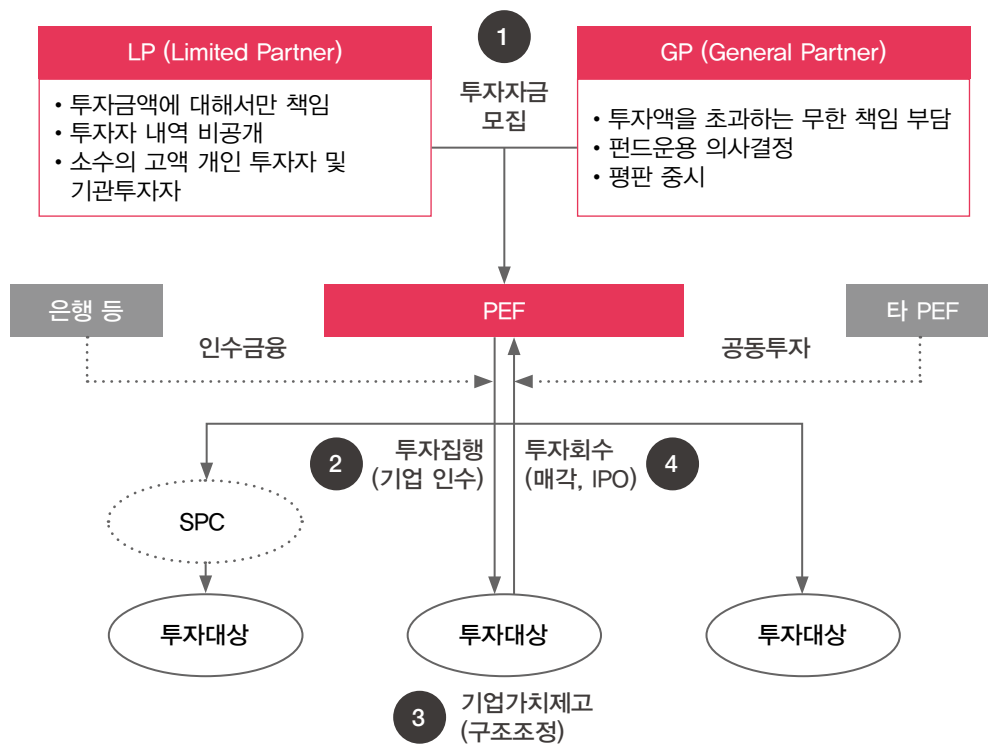 LP (Limited Partner)
• 투자금액에 대해서만 책임
• 투자자 내역 비공개
• 소수의 고액 개인 투자자 및
기관투자자
1
투자자금
모집
GP (General Partner)
• 투자액을 초과하는 무한 책임 부담
• 펀드운용 의사결정
• 평판 중시
은행 등
PEF
타 PEF
인수금융
공동투자
2
투자집행
(기업 인수)
투자회수
(매각, IPO)
4
SPC
투자대상
투자대상
투자대상
3
기업가치제고
(구조조정)